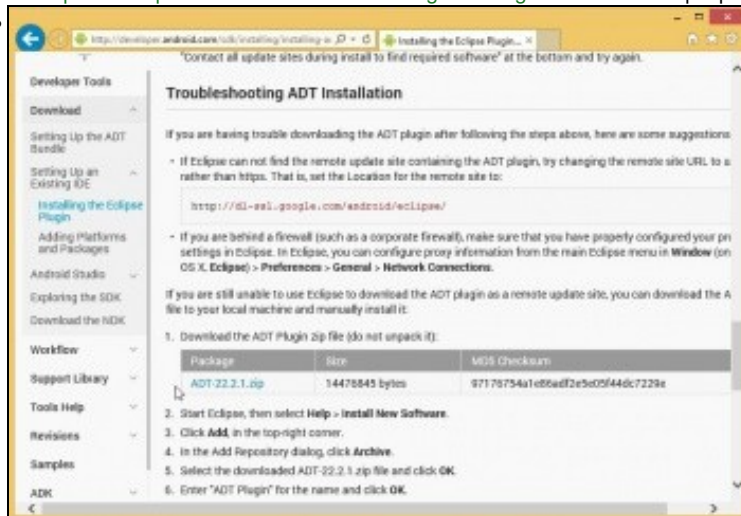 http://developer.android.com/sdk/installing/installing-a
Installing the Eclipse Plugin...
"Contact all update sites during install to find required software" at the bottom and try again.
Developer Tools
Download
Setting Up the ADT
Bundle
Setting Up an
Existing IDE
Installing the Eclipse
Plugin
Adding Platforms
and Packages
Android Studio
Exploring the SDK
Download the NDK
Workflow
Support Library
Tools Help
Revisions
Samples
ADK
Troubleshooting ADT Installation
If you are having trouble downloading the ADT plugin after following the steps above, here are some suggestions
If Eclipse can not find the remote update site containing the ADT plugin, try changing the remote site URL to u
rather than https. That is, set the Location for the remote site to:
http://dl-ssl.google.com/android/eclipse/
If you are behind a firewall (such as a corporate firewall), make sure that you have properly configured your pr
settings in Eclipse. In Eclipse, you can configure proxy information from the main Eclipse menu in Window (on
OS X, Eclipse) > Preferences > General > Network Connections.
If you are still unable to use Eclipse to download the ADT plugin as a remote update site, you can download the A
file to your local machine and manually install it:
1. Download the ADT Plugin zip file (do not unpack it):
Package Size MD5 Checksum
ADT-22.2.1.zip 14476845 bytes 97176754a1e86adf2e5e05f44dc7229e
2. Start Eclipse, then select Help > Install New Software.
3. Click Add, in the top-right corner.
4. In the Add Repository dialog, click Archive.
5. Select the downloaded ADT-22.2.1.zip file and click OK.
6. Enter "ADT Plugin" for the name and click OK.